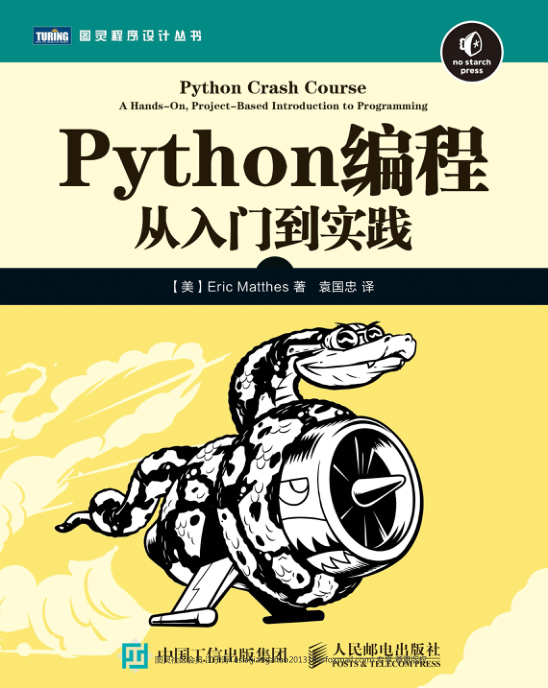 TURING 图灵程序设计丛书
no starch
press
Python Crash Course
A Hands-On, Project-Based Introduction to Programming
Python编程
从入门到实践
【美】Eric Matthes 著 袁国忠 译
中国工信出版集团 人民邮电出版社
POSTS & TELECOM PRESS